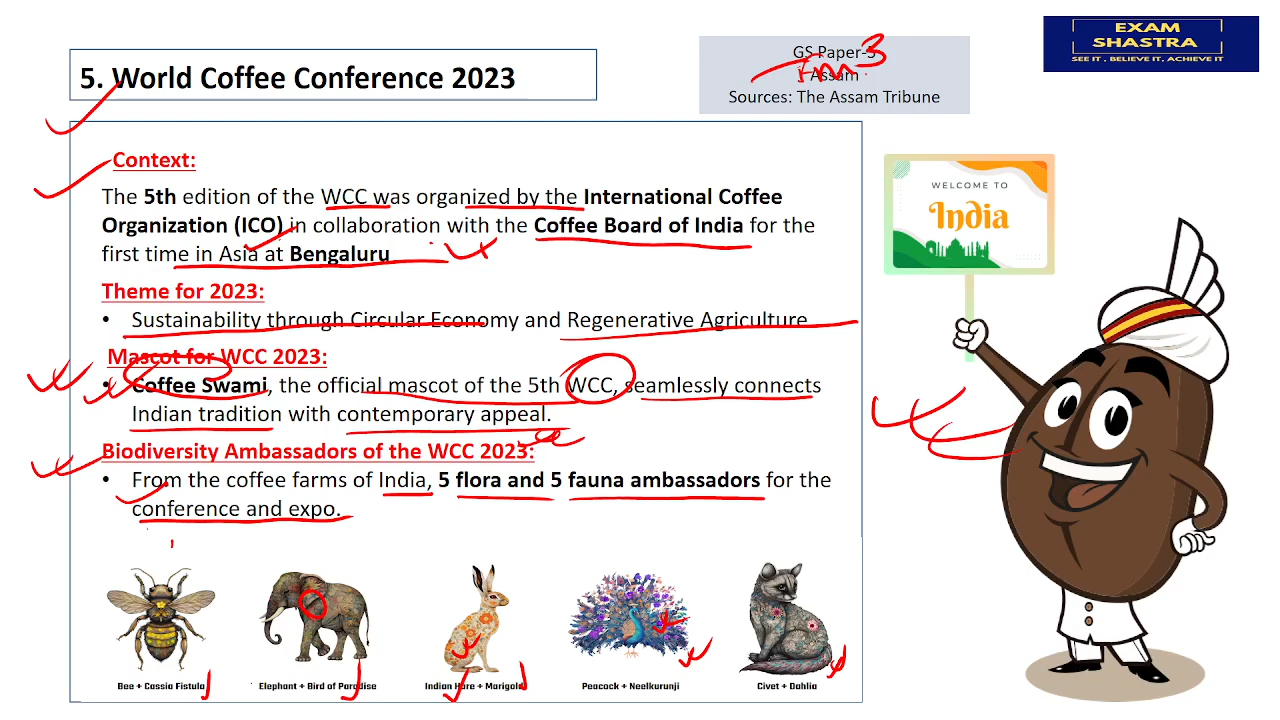 5. World Coffee Conference 2023
GS Paper-3
Assam
Sources: The Assam Tribune
EXAM
SHASTRA
SEE IT , BELIEVE IT, ACHIEVE IT
Context:
The 5th edition of the WCC was organized by the International Coffee
Organization (ICO) in collaboration with the Coffee Board of India for the
first time in Asia at Bengaluru
Theme for 2023:
• Sustainability through Circular Economy and Regenerative Agriculture
Mascot for WCC 2023:
• Coffee Swami, the official mascot of the 5th WCC, seamlessly connects
Indian tradition with contemporary appeal.
Biodiversity Ambassadors of the WCC 2023:
• From the coffee farms of India, 5 flora and 5 fauna ambassadors for the
conference and expo.
Bee + Cassia Fistula
Elephant + Bird of Paradise
Indian Hare + Marigold
Peacock + Neelkurunji
Civet + Dahlia
WELCOME TO
India